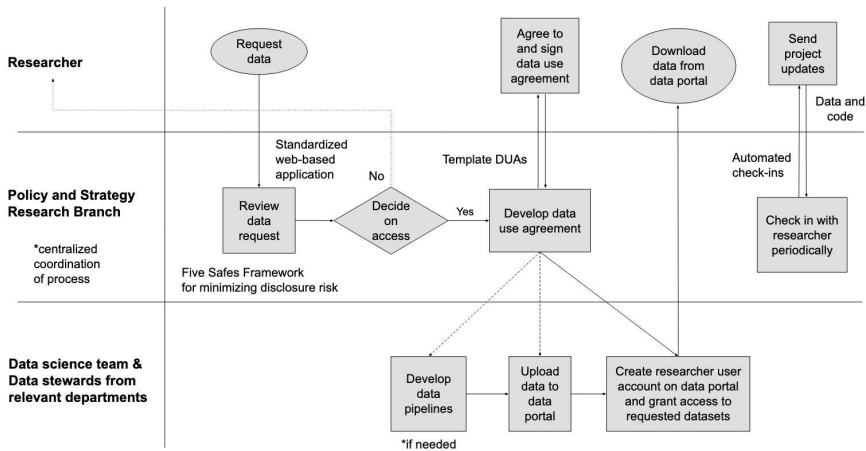 Researcher
Request
data
Agree to
and sign
data use
agreement
Download
data from
data portal
Send
project
updates
Data and
code
Standardized
web-based
application
No
Template DUAs
Automated
check-ins
Policy and Strategy
Research Branch
*centralized
coordination
of process
Review
data
request
Decide
on
access
Yes
Develop data
use agreement
Check in with
researcher
periodically
Five Safes Framework
for minimizing disclosure risk
Data science team &
Data stewards from
relevant departments
Develop
data
pipelines
*if needed
Upload
data to
data
portal
Create researcher user
account on data portal
and grant access to
requested datasets